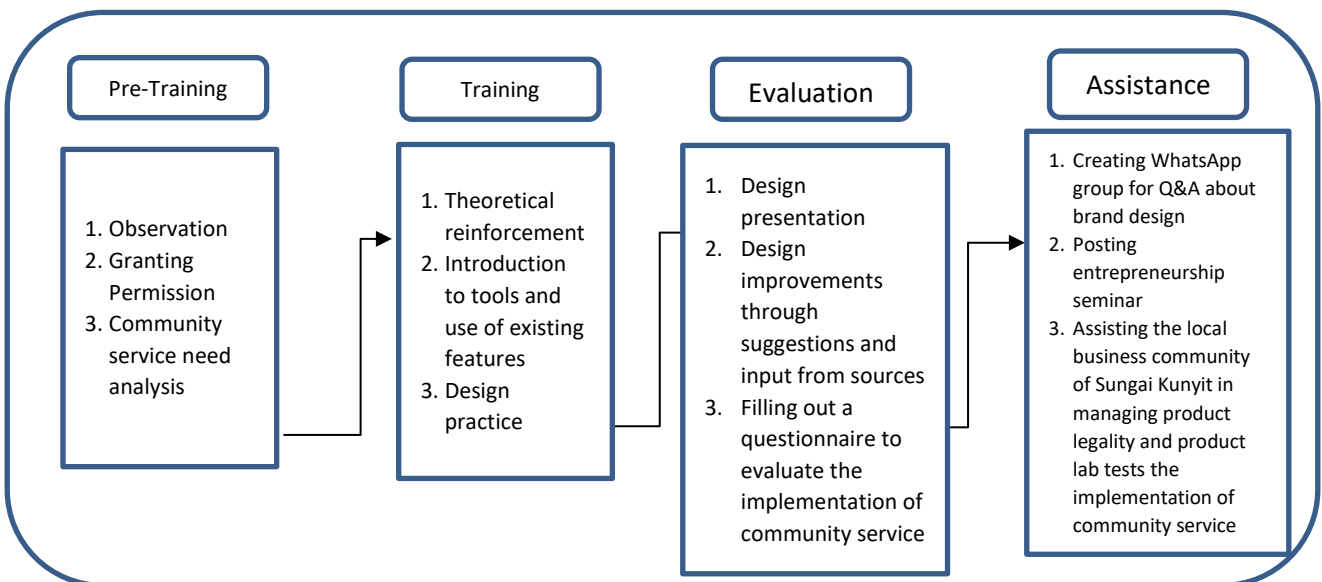 Pre-Training
1. Observation
2. Granting
Permission
3. Community
service need
analysis
Training
1. Theoretical
reinforcement
2. Introduction
to tools and
use of existing
features
3. Design
practice
Evaluation
1. Design
presentation
2. Design
improvements
through
suggestions and
input from sources
3. Filling out a
questionnaire to
evaluate the
implementation of
community service
Assistance
1. Creating WhatsApp
group for Q&A about
brand design
2. Posting
entrepreneurship
seminar
3. Assisting the local
business community
of Sungai Kunyit in
managing product
legality and product
lab tests the
implementation of
community service